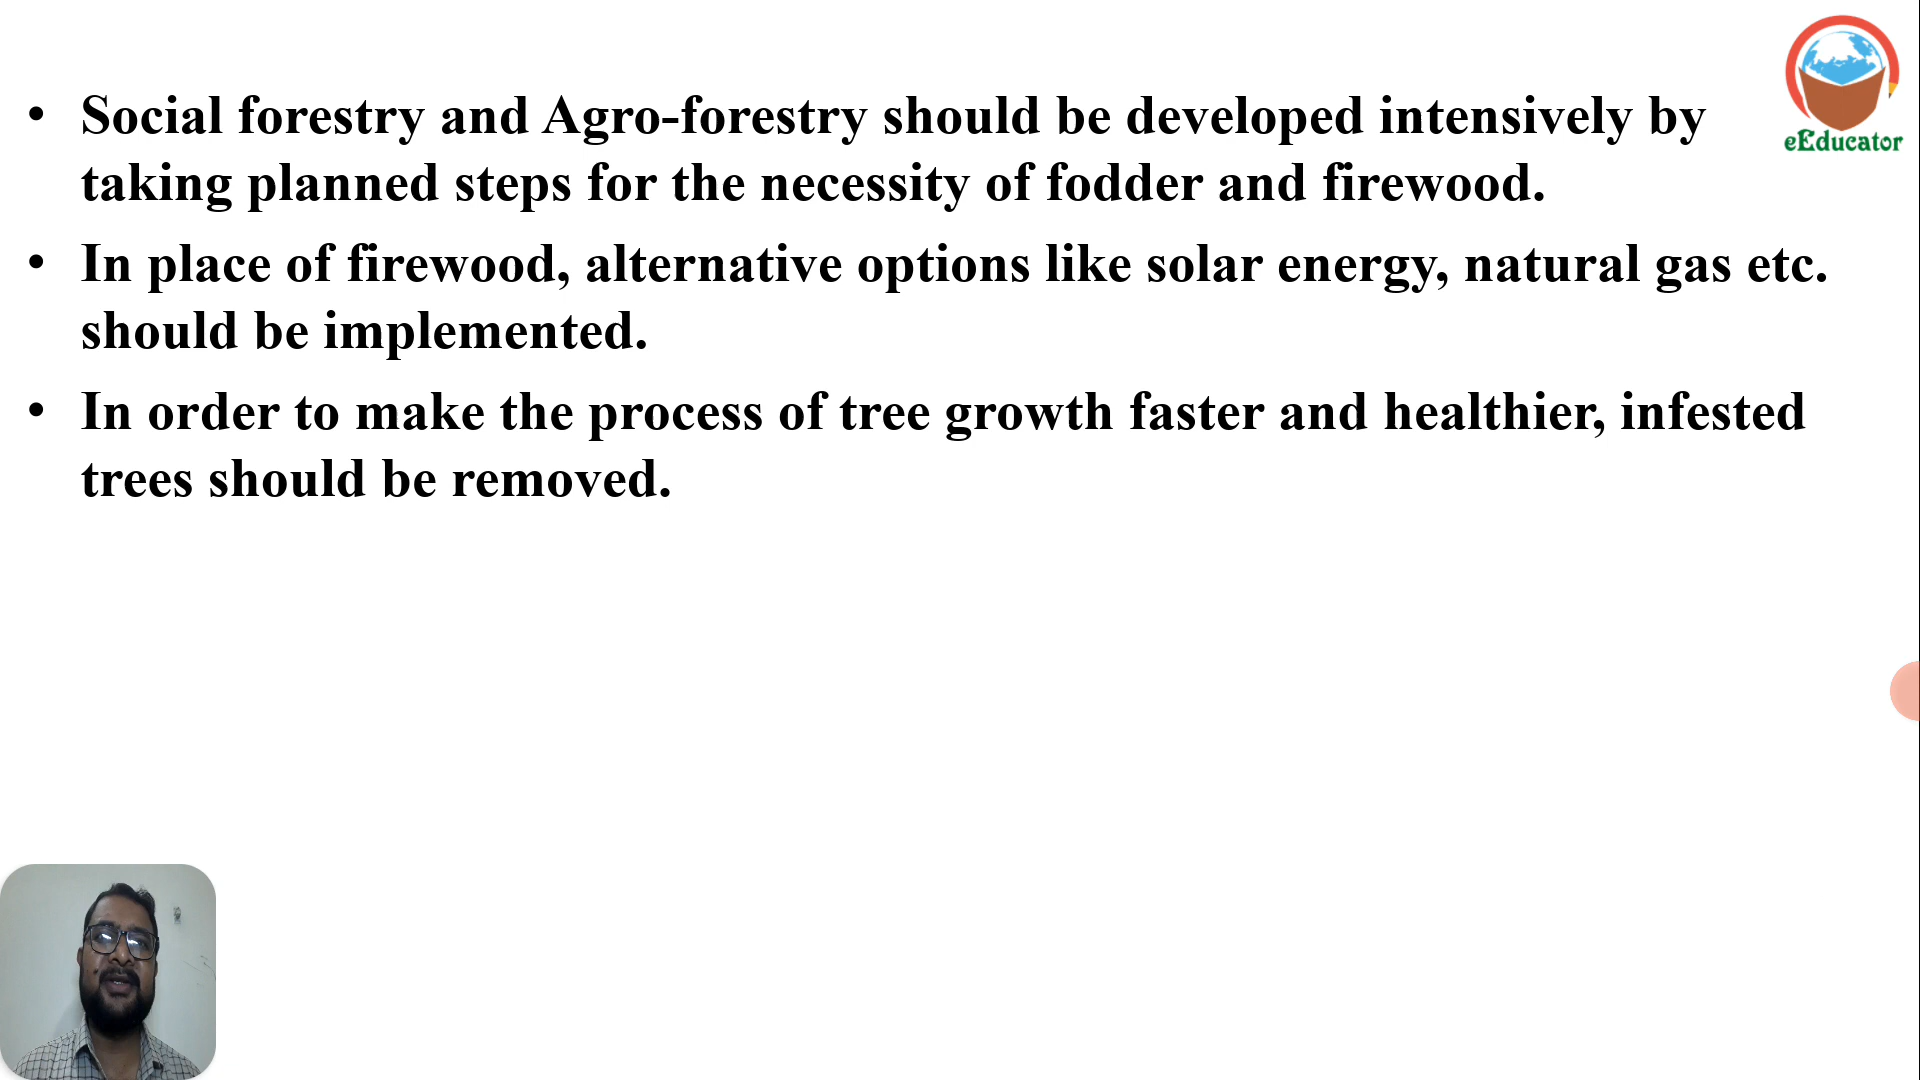 • Social forestry and Agro-forestry should be developed intensively by
taking planned steps for the necessity of fodder and firewood.
• In place of firewood, alternative options like solar energy, natural gas etc.
should be implemented.
• In order to make the process of tree growth faster and healthier, infested
trees should be removed.
eEducator